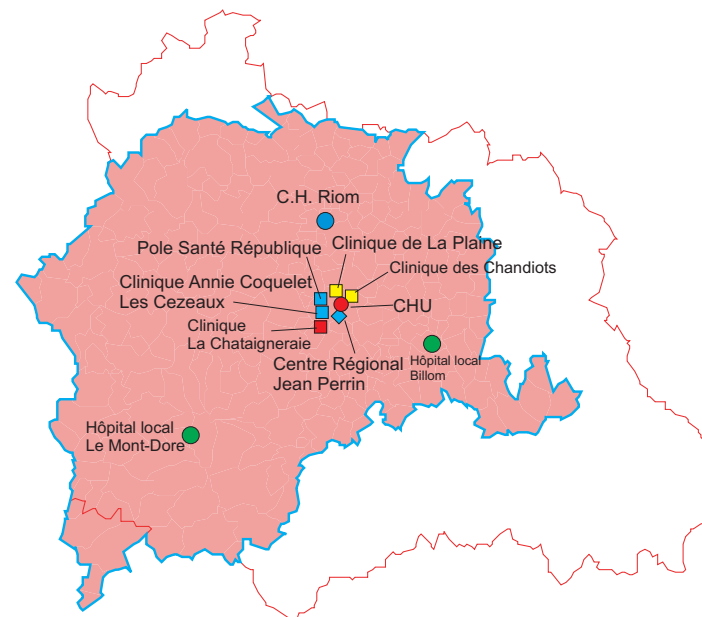 C.H. Riom
Pole Santé République
Clinique de La Plaine
Clinique des Chandiots
Clinique Annie Coquelet
Les Cezeaux
CHU
Clinique
La Chataigneraie
Centre Régional
Jean Perrin
Hôpital local
Billom
Hôpital local
Le Mont-Dore